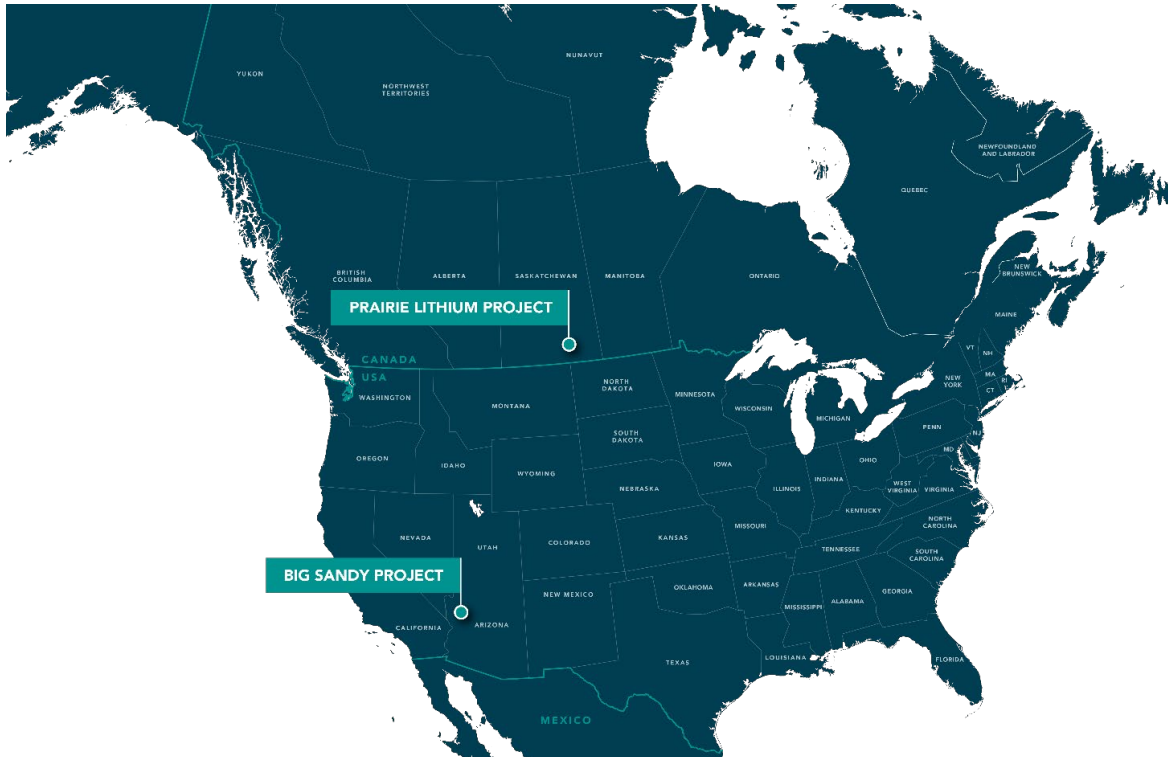 NUNAVUT
YUKON
NORTHWEST
TERRITORIES
NEWFOUNDLAND
AND LABRADOR
QUEBEC
BRITISH
COLUMBIA
ALBERTA
SASKATCHEWAN
MANITOBA
ONTARIO
NEW
BRUNSWICK
PRAIRIE LITHIUM PROJECT
MAINE
CANADA
USA
VT
NH
WASHINGTON
MONTANA
NORTH
DAKOTA
MINNESOTA
WISCONSIN
MICHIGAN
NEW
YORK
MA
RI
CT
SOUTH
DAKOTA
PENN
NJ
OREGON
IDAHO
WYOMING
IOWA
ILLINOIS
INDIANA
OHIO
MD
WEST
VIRGINIA
VIRGINIA
NEBRASKA
KENTUCKY
NEVADA
UTAH
COLORADO
KANSAS
MISSOURI
NORTH
CAROLINA
TENNESSEE
SOUTH
CAROLINA
BIG SANDY PROJECT
NEW MEXICO
OKLAHOMA
ARKANSAS
MISSISSIPPI
ALABAMA
GEORGIA
CALIFORNIA
ARIZONA
TEXAS
LOUISIANA
FLORIDA
MEXICO